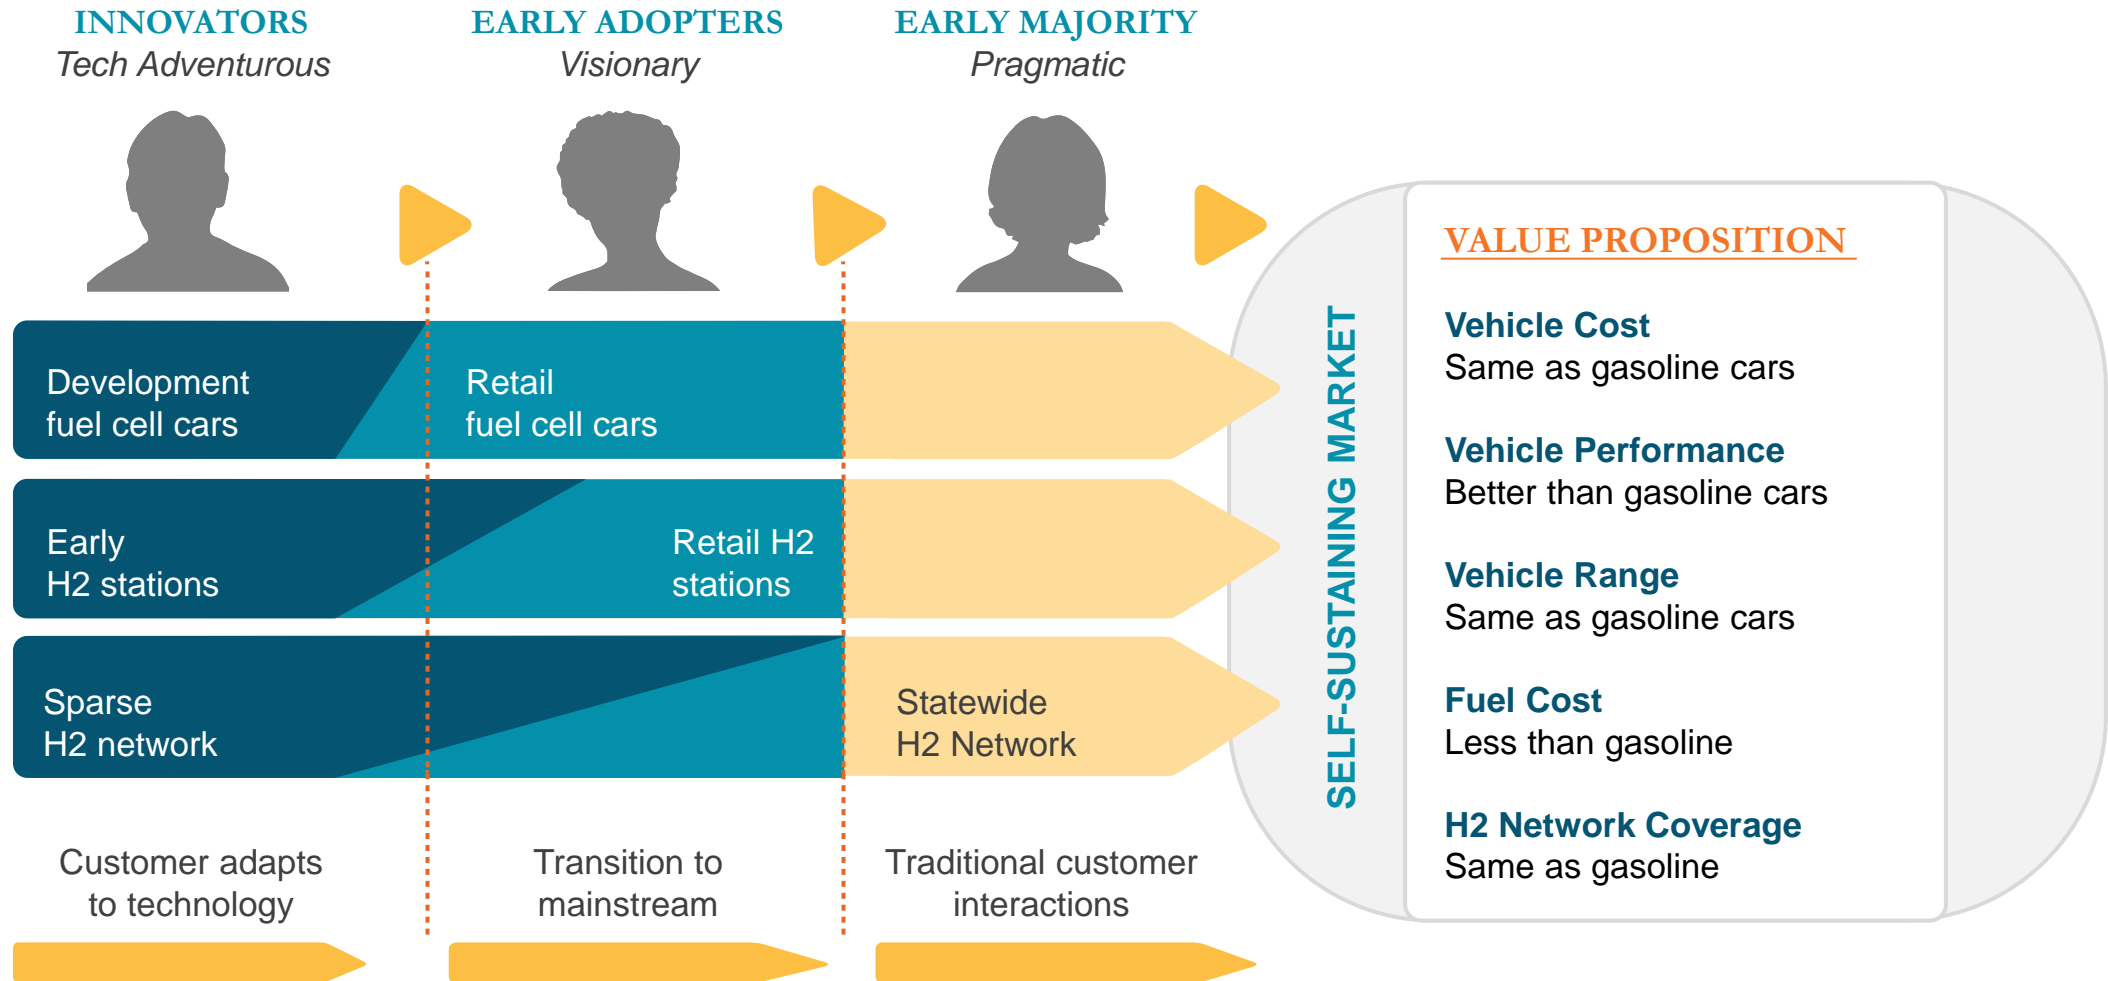 INNOVATORS
Tech Adventurous
EARLY ADOPTERS
Visionary
EARLY MAJORITY
Pragmatic
Development
fuel cell cars
Retail
fuel cell cars
Early
H2 stations
Retail H2
stations
Sparse
H2 network
Statewide
H2 Network
Customer adapts
to technology
Transition to
mainstream
Traditional customer
interactions
SELF-SUSTAINING MARKET
VALUE PROPOSITION
Vehicle Cost
Same as gasoline cars
Vehicle Performance
Better than gasoline cars
Vehicle Range
Same as gasoline cars
Fuel Cost
Less than gasoline
H2 Network Coverage
Same as gasoline